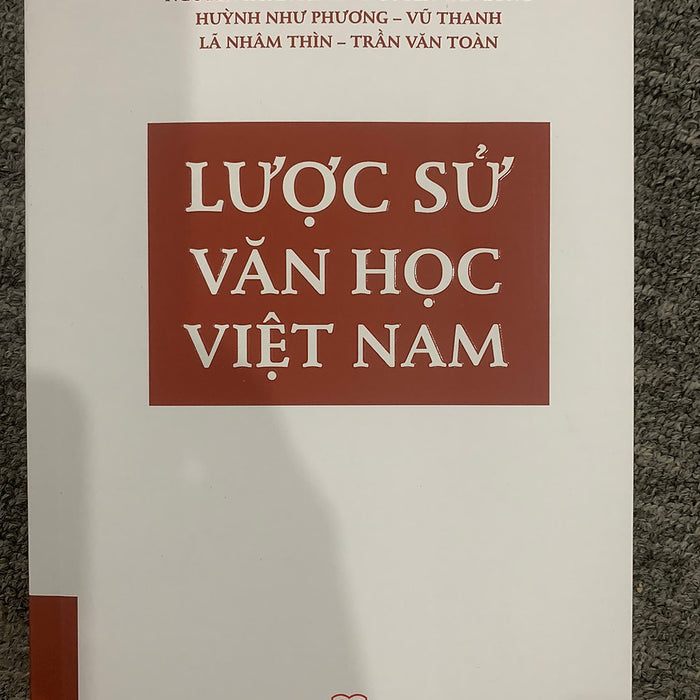 HUỲNH NHƯ PHƯƠNG – VŨ THANH
LÃ NHÂM THÌN – TRẦN VĂN TOÀN
LƯỢC SỬ
VĂN HỌC
VIỆT NAM